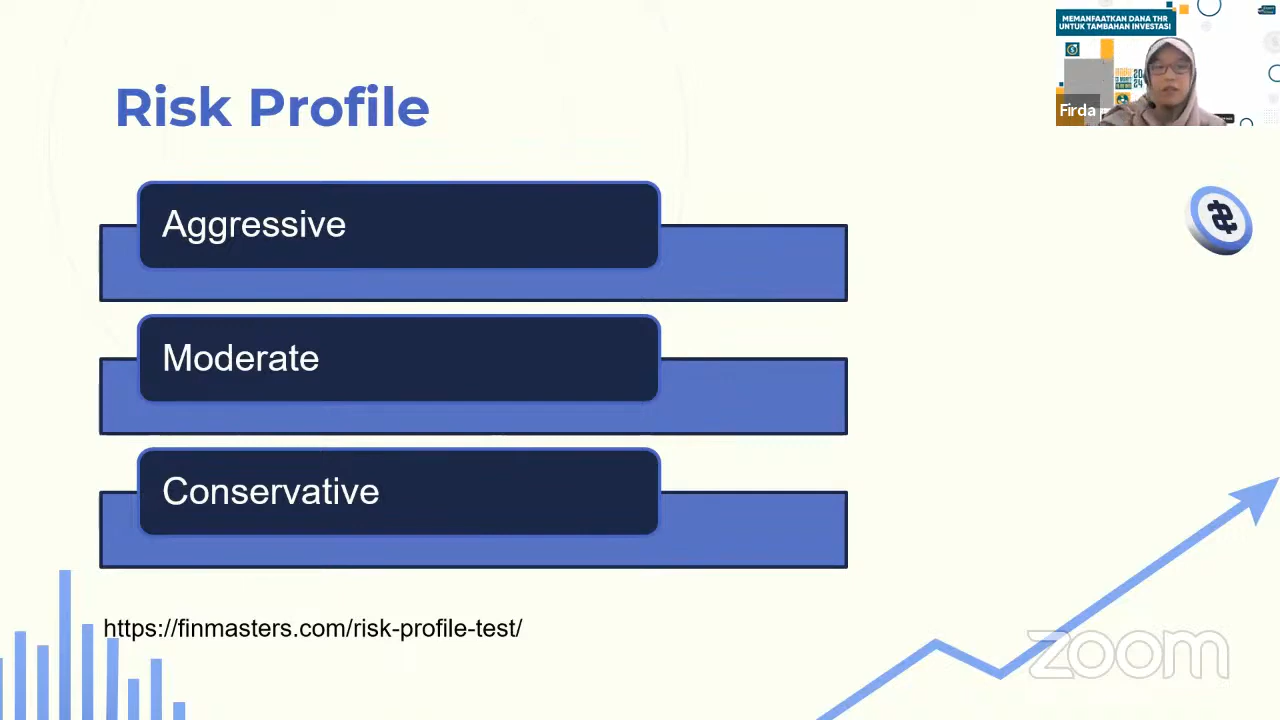 Risk Profile
MEMANFAATKAN DANA THR
UNTUK TAMBAHAN INVESTASI
Firda
Aggressive
Moderate
Conservative
https://finmasters.com/risk-profile-test/
zoom